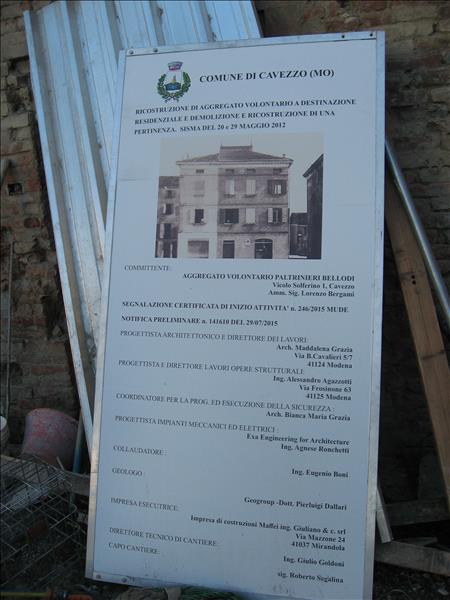 COMUNE DI CAVEZZO (MO)
RICOSTRUZIONE DI AGGREGATO VOLONTARIO A DESTINAZIONE
RESIDENZIALE E DEMOLIZIONE E RICOSTRUZIONE DI UNA
PERTINENZA. SISMA DEL 20 e 29 MAGGIO 2012
COMMITTENTE:
AGGREGATO VOLONTARIO PALTRINIERI BELLODI
Vicolo Solferino 1, Cavezzo
Amm. Sig. Lorenzo Bergami
SEGNALAZIONE CERTIFICATA DI INIZIO ATTIVITA' n. 246/2015 MUDE
NOTIFICA PRELIMINARE n. 141610 DEL 29/07/2015
PROGETTISTA ARCHITETTONICO E DIRETTORE DEI LAVORI:
Arch. Maddalena Grazia
Via B.Cavalieri 5/7
41124 Modena
PROGETTISTA E DIRETTORE LAVORI OPERE STRUTTURALI:
Ing. Alessandro Agazzotti
Via Frosinone 63
41125 Modena
COORDINATORE PER LA PROG. ED ESECUZIONE DELLA SICUREZZA :
Arch. Bianca Maria Grazia
PROGETTISTA IMPIANTI MECCANICI ED ELETTRICI :
Exa Engineering for Architecture
Ing. Agnese Ronchetti
COLLAUDATORE :
Ing. Eugenio Boni
GEOLOGO :
Geogroup -Dott. Pierluigi Dallari
IMPRESA ESECUTRICE:
Impresa di costruzioni Maffei ing. Giuliano & c. srl
Via Mazzone 24
41037 Mirandola
DIRETTORE TECNICO DI CANTIERE:
Ing. Giulio Goldoni
CAPO CANTIERE:
sig. Roberto Sugalina